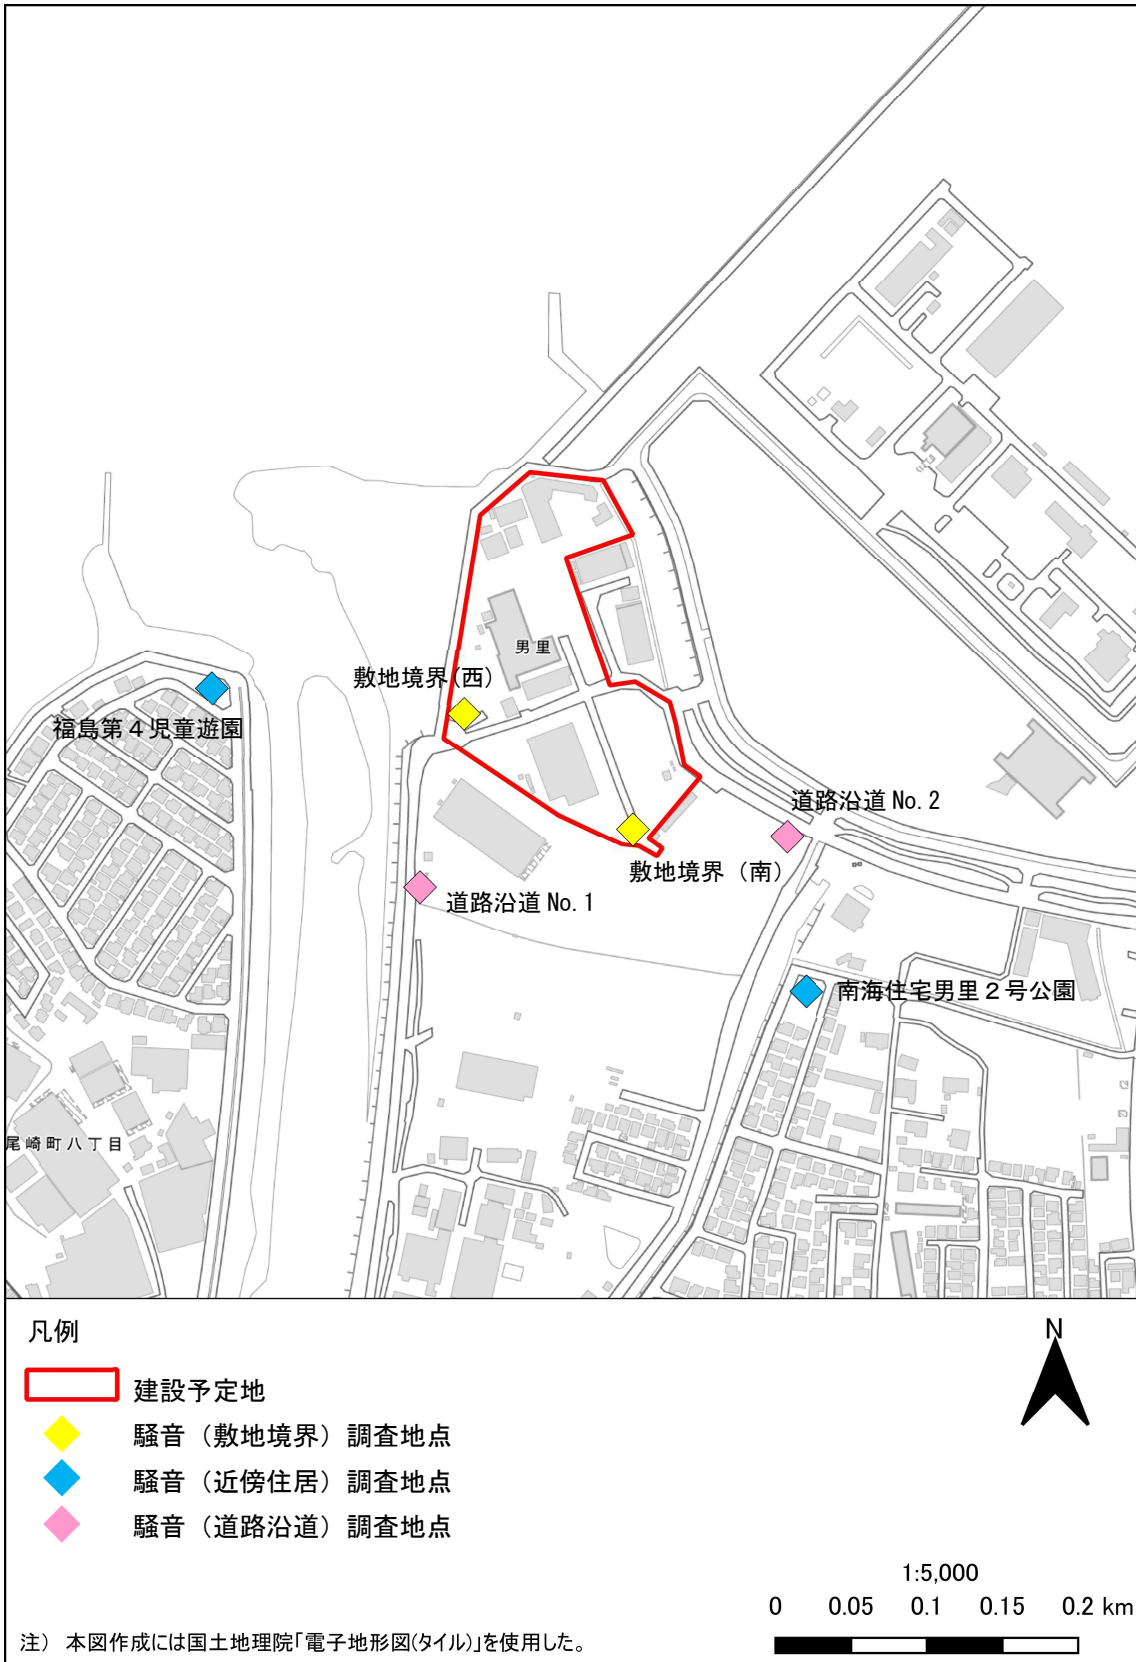 男里
敷地境界(西)
福島第4児童遊園
道路沿道 No. 2
敷地境界（南）
道路沿道 No. 1
南海住宅男里２号公園
尾崎町八丁目
凡例
N
建設予定地
騒音（敷地境界）調査地点
騒音（近傍住居）調査地点
騒音（道路沿道）調査地点
1:5,000
0 0.05 0.1 0.15 0.2 km
注） 本図作成には国土地理院「電子地形図(タイル)」を使用した。